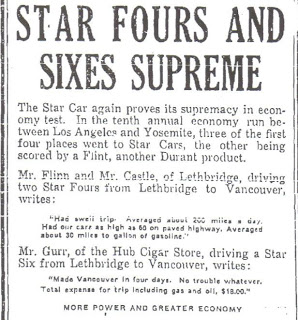 STAR FOURS AND
SIXES SUPREME
The Star Car again proves its supremacy in econ-
omy test. In the tenth annual economy run be-
tween Los Angeles and Yosemite, three of the first
four places went to Star Cars, the other being
scored by a Flint, another Durant product.
Mr. Flinn and Mr. Castle, of Lethbridge, driving
two Star Fours from Lethbridge to Vancouver,
writes:
"Had swell trip. Averaged about 200 miles a day.
Had our cars as high as 60 on paved highway. Averaged
about 30 miles to gallon of gasoline."
Mr. Gurr, of the Hub Cigar Store, driving a Star
Six from Lethbridge to Vancouver, writes:
"Made Vancouver in four days. No trouble whatever.
Total expense for trip including gas and oil, $18.00."
MORE POWER AND GREATER ECONOMY